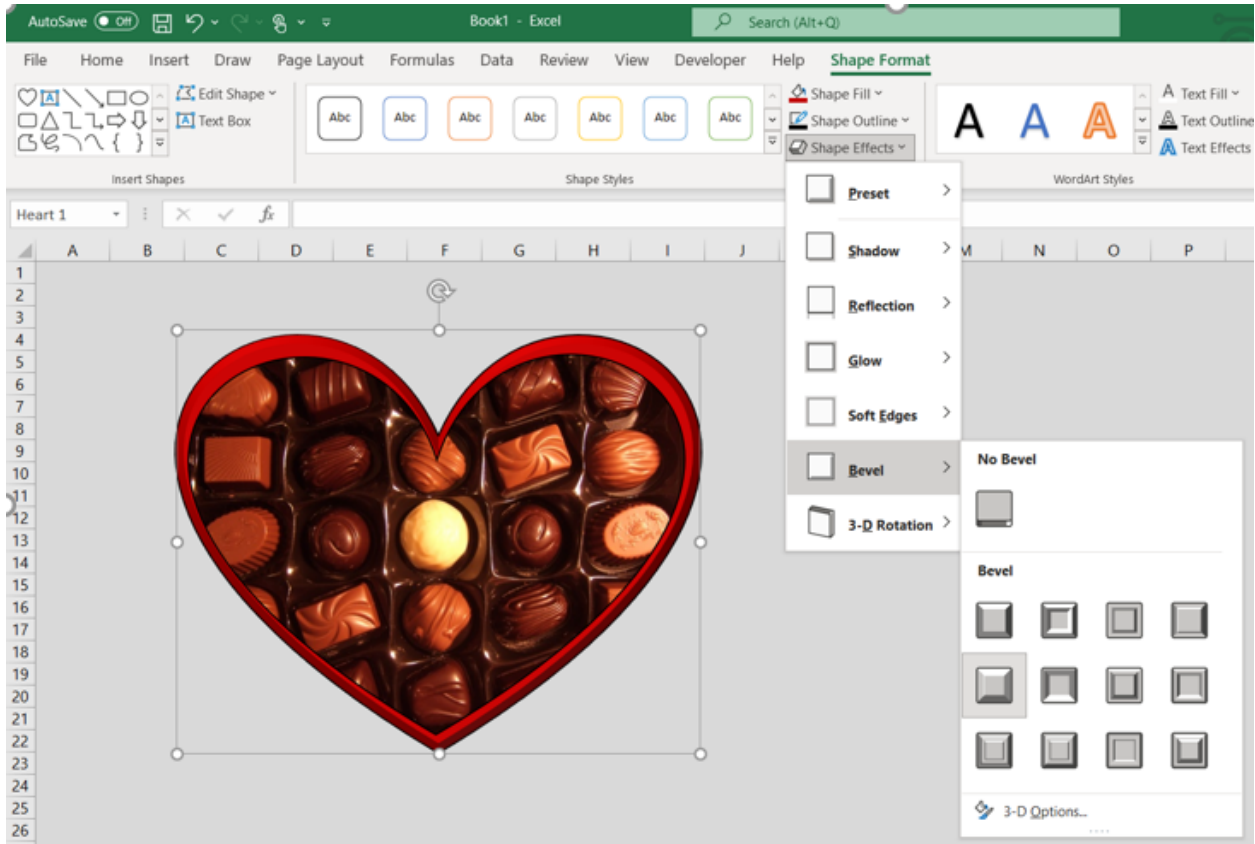 AutoSave Off Book1 - Excel Search (Alt+Q)
File Home Insert Draw Page Layout Formulas Data Review View Developer Help Shape Format
Edit Shape
Text Box
Insert Shapes
Abc Abc Abc Abc Abc Abc Abc
Shape Styles
Shape Fill
Shape Outline
Shape Effects
A A A
WordArt Styles
A Text Fill
A Text Outline
A Text Effects
Heart 1 fx
A B C D E F G H I J M N O P
1
2
3
4
5
6
7
8
9
10
11
12
13
14
15
16
17
18
19
20
21
22
23
24
25
26
Preset
Shadow
Reflection
Glow
Soft Edges
Bevel
3-D Rotation
No Bevel
Bevel
3-D Options...